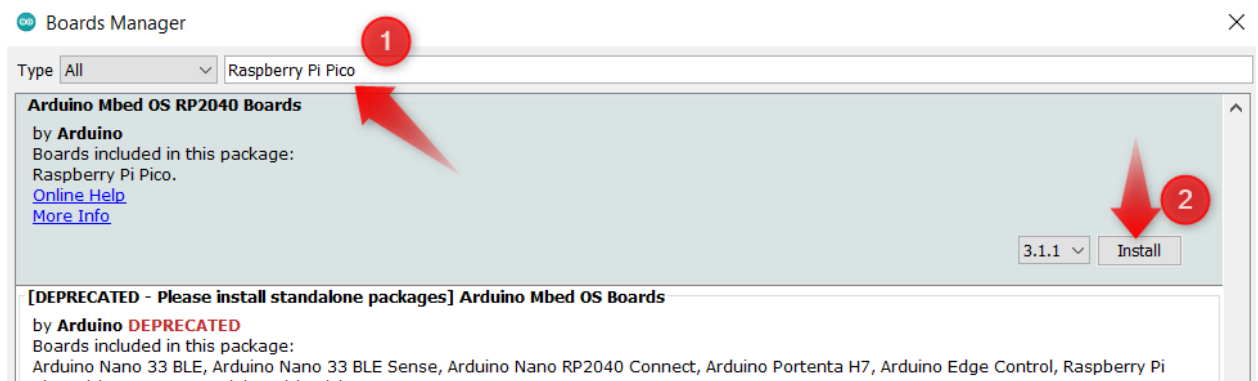 Boards Manager
1
Type All Raspberry Pi Pico
Arduino Mbed OS RP2040 Boards
by Arduino
Boards included in this package:
Raspberry Pi Pico.
Online Help
More Info
2
3.1.1 Install
[DEPRECATED - Please install standalone packages] Arduino Mbed OS Boards
by Arduino DEPRECATED
Boards included in this package:
Arduino Nano 33 BLE, Arduino Nano 33 BLE Sense, Arduino Nano RP2040 Connect, Arduino Portenta H7, Arduino Edge Control, Raspberry Pi